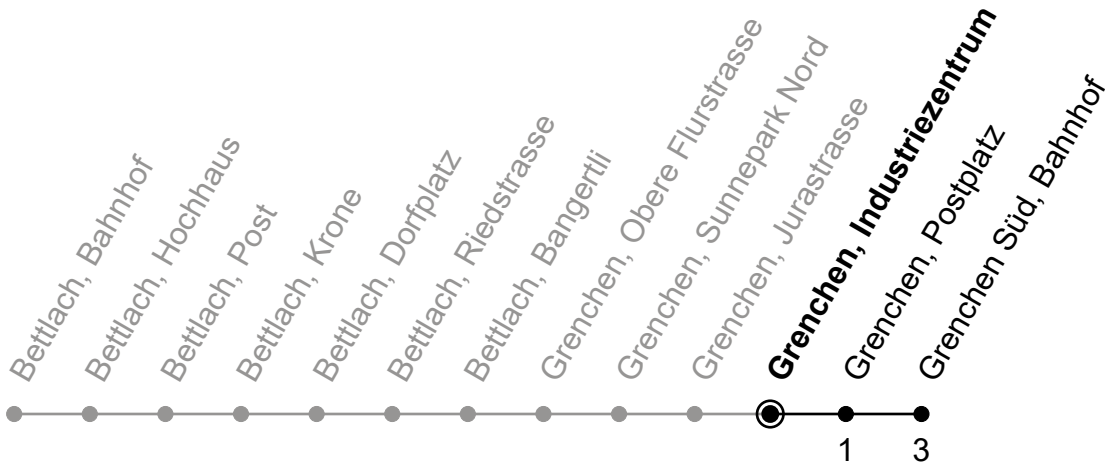 Bettlach, Bahnhof
Bettlach, Hochhaus
Bettlach, Post
Bettlach, Krone
Bettlach, Dorfplatz
Bettlach, Riedstrasse
Bettlach, Bangertli
Grenchen, Obere Flurstrasse
Grenchen, Sunnepark Nord
Grenchen, Jurastrasse
Grenchen, Industriezentrum
Grenchen, Postplatz
Grenchen Süd, Bahnhof
1
3